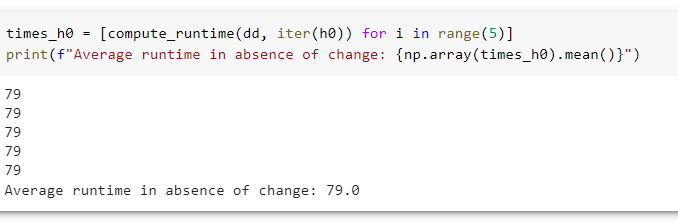 times_h0 = [compute_runtime(dd, iter(h0)) for i in range(5)]
print(f"Average runtime in absence of change: {np.array(times_h0).mean()}")
79
79
79
79
79
Average runtime in absence of change: 79.0